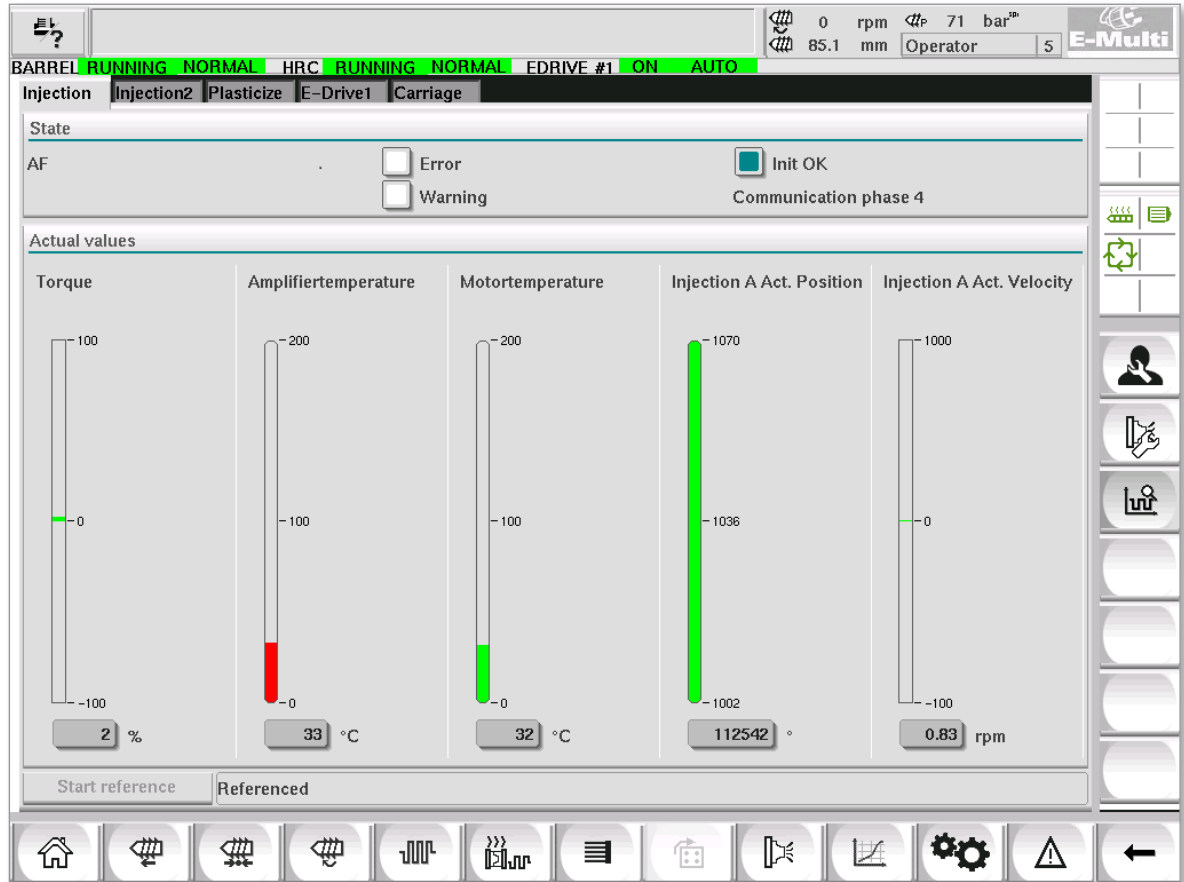 0 rpm P 71 bar spe
85.1 mm Operator 5 E-Multi
BARREL RUNNING NORMAL HRC RUNNING NORMAL EDRIVE #1 ON AUTO
Injection Injection2 Plasticize E-Drive1 Carriage
State
AF . Error Init OK
Warning Communication phase 4
Actual values
Torque Amplifiertemperature Motortemperature Injection A Act. Position Injection A Act. Velocity
100 200 200 1070 1000
0 100 100 1036 0
-100 0 0 1002 -100
2 % 33 °C 32 °C 112542 ° 0.83 rpm
Start reference Referenced